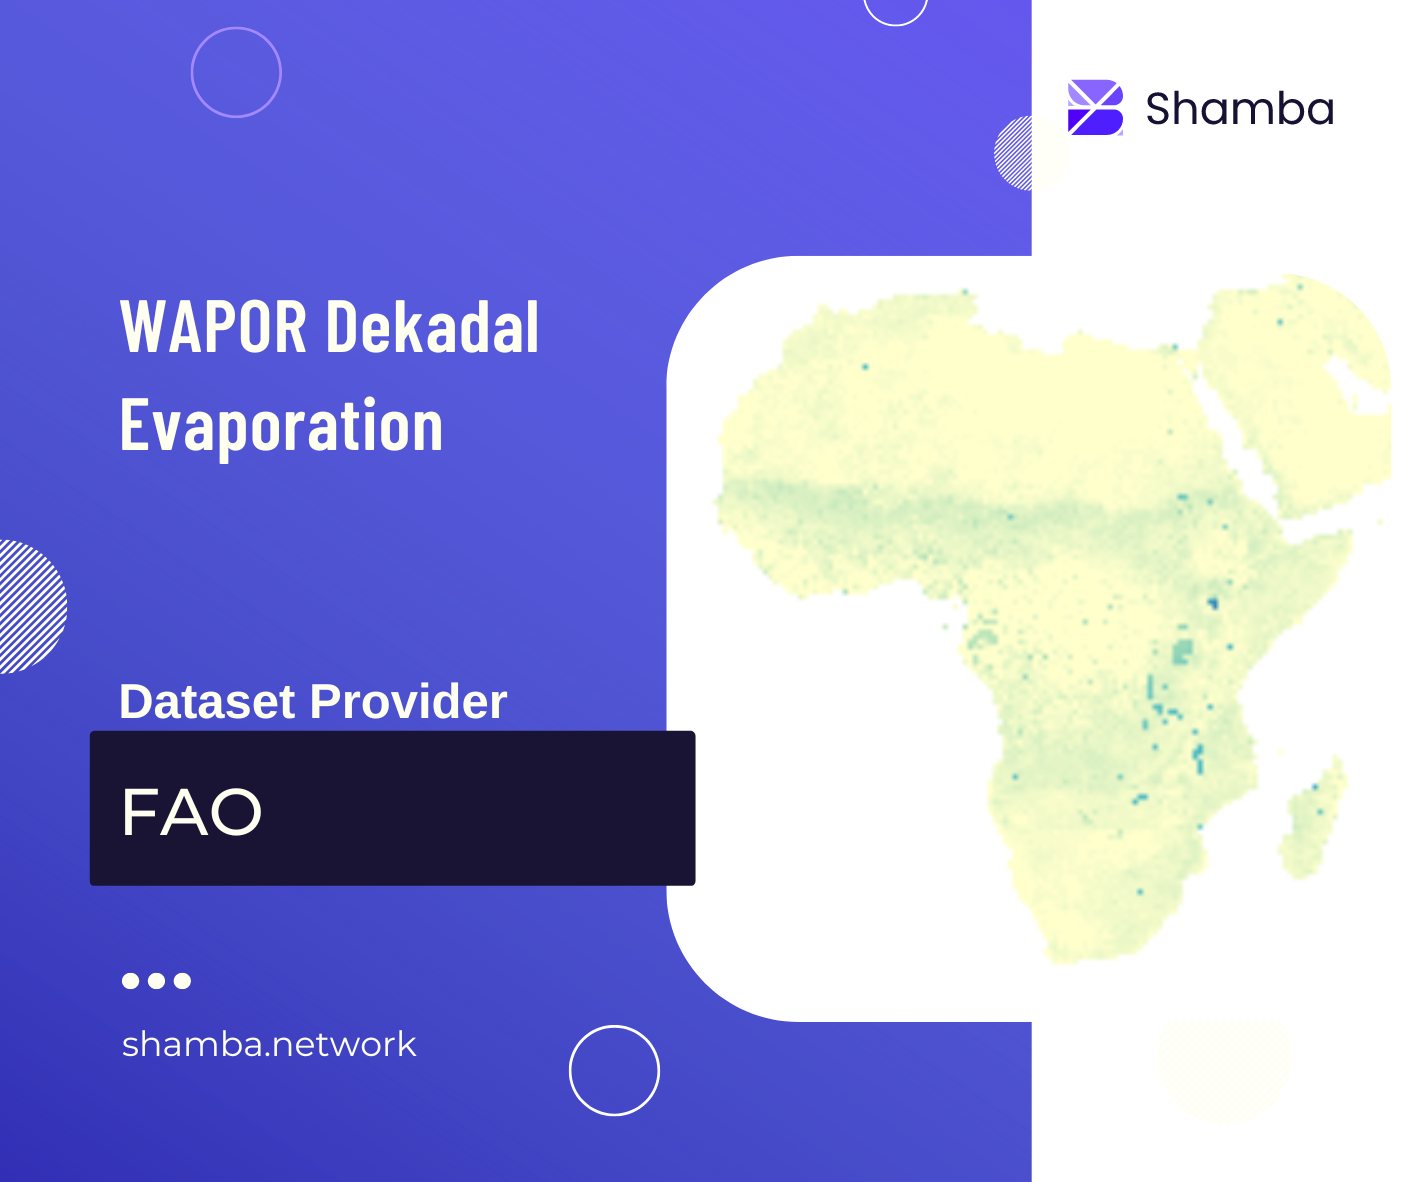 Shamba
WAPOR Dekadal
Evaporation
Dataset Provider
FAO
shamba.network